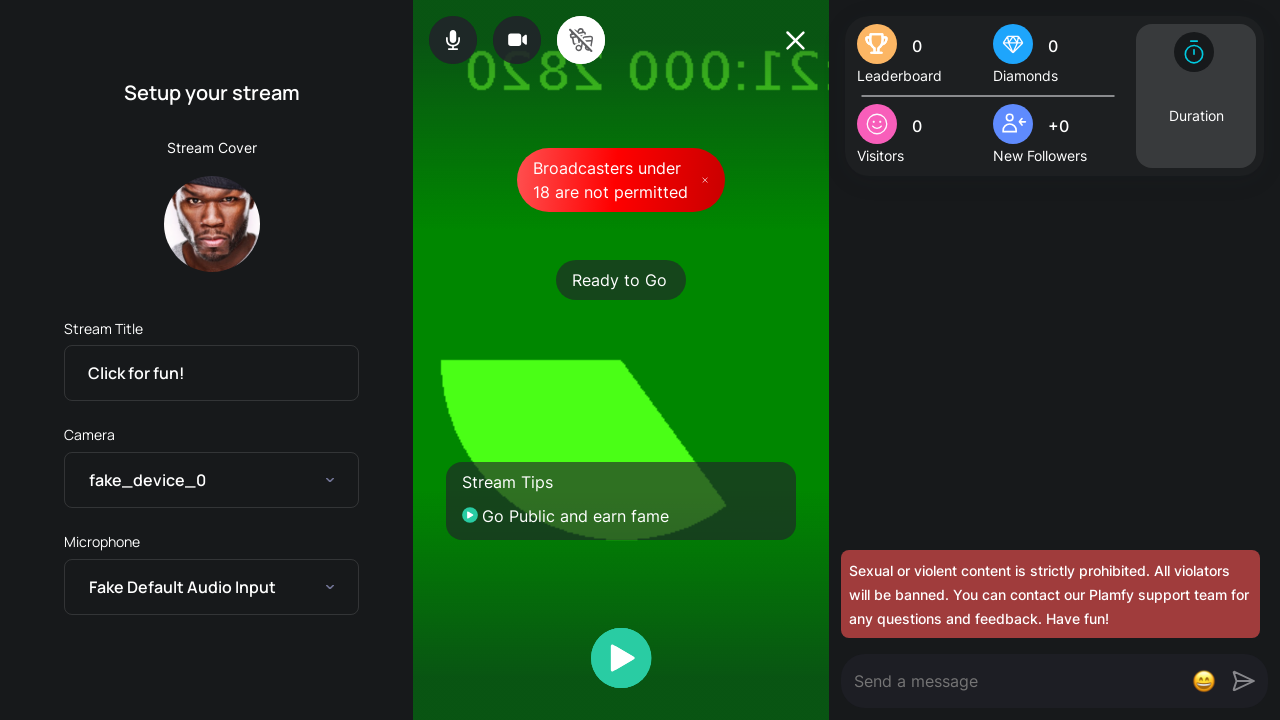 Setup your stream
Stream Cover
Stream Title
Click for fun!
Camera
fake_device_0
Microphone
Fake Default Audio Input
Broadcasters under
18 are not permitted
Ready to Go
Stream Tips
Go Public and earn fame
0
Leaderboard
0
Diamonds
0
Visitors
+0
New Followers
Duration
Sexual or violent content is strictly prohibited. All violators
will be banned. You can contact our Plamfy support team for
any questions and feedback. Have fun!
Send a message